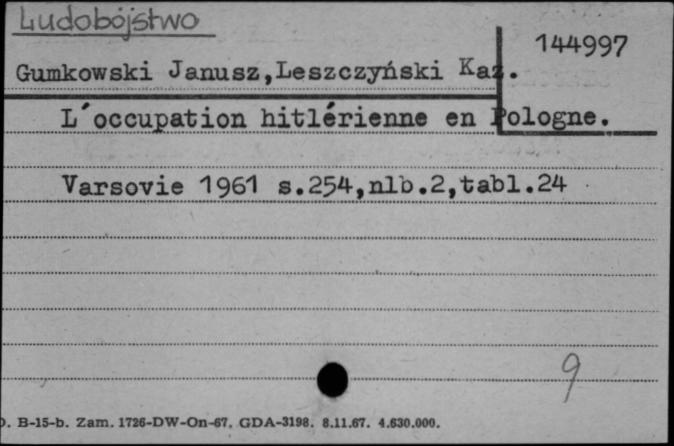 Ludobójstwo
144997
Gumkowski Janusz,Leszczyński Kaz.
L'occupation hitlérienne en Pologne.
Varsovie 1961 s.254,nlb.2,tabl.24
9
D. B-15-b. Zam. 1726-DW-On-67. GDA-3198. 8.11.67. 4.630.000.